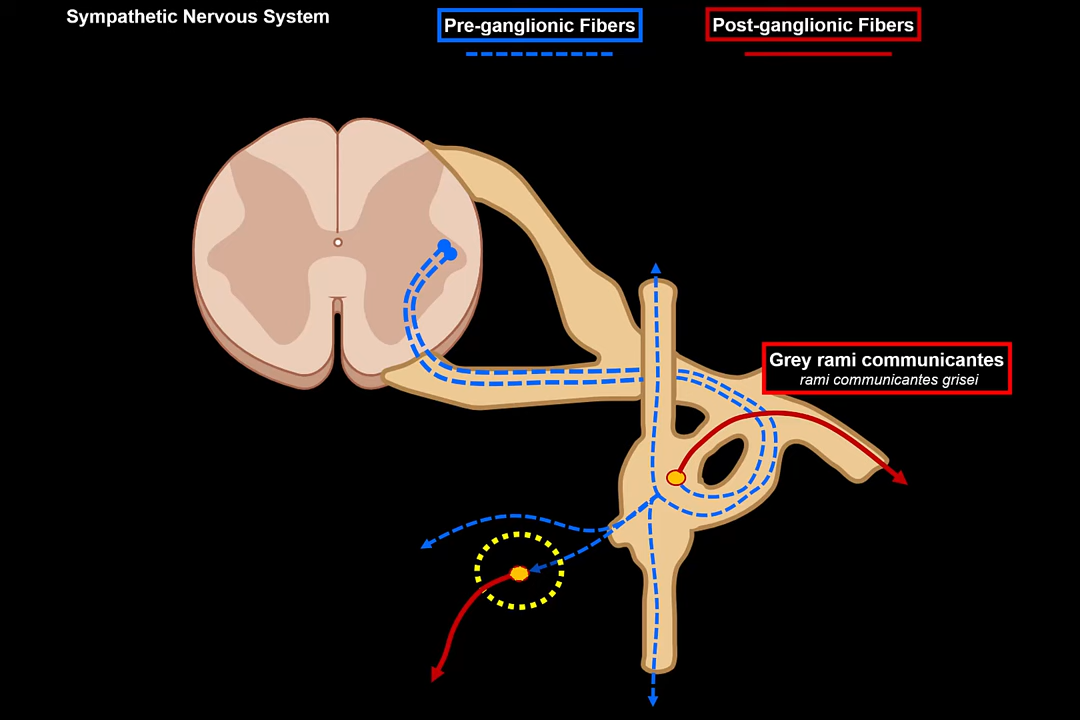 Sympathetic Nervous System
Pre-ganglionic Fibers
Post-ganglionic Fibers
Grey rami communicantes
rami communicantes grisei